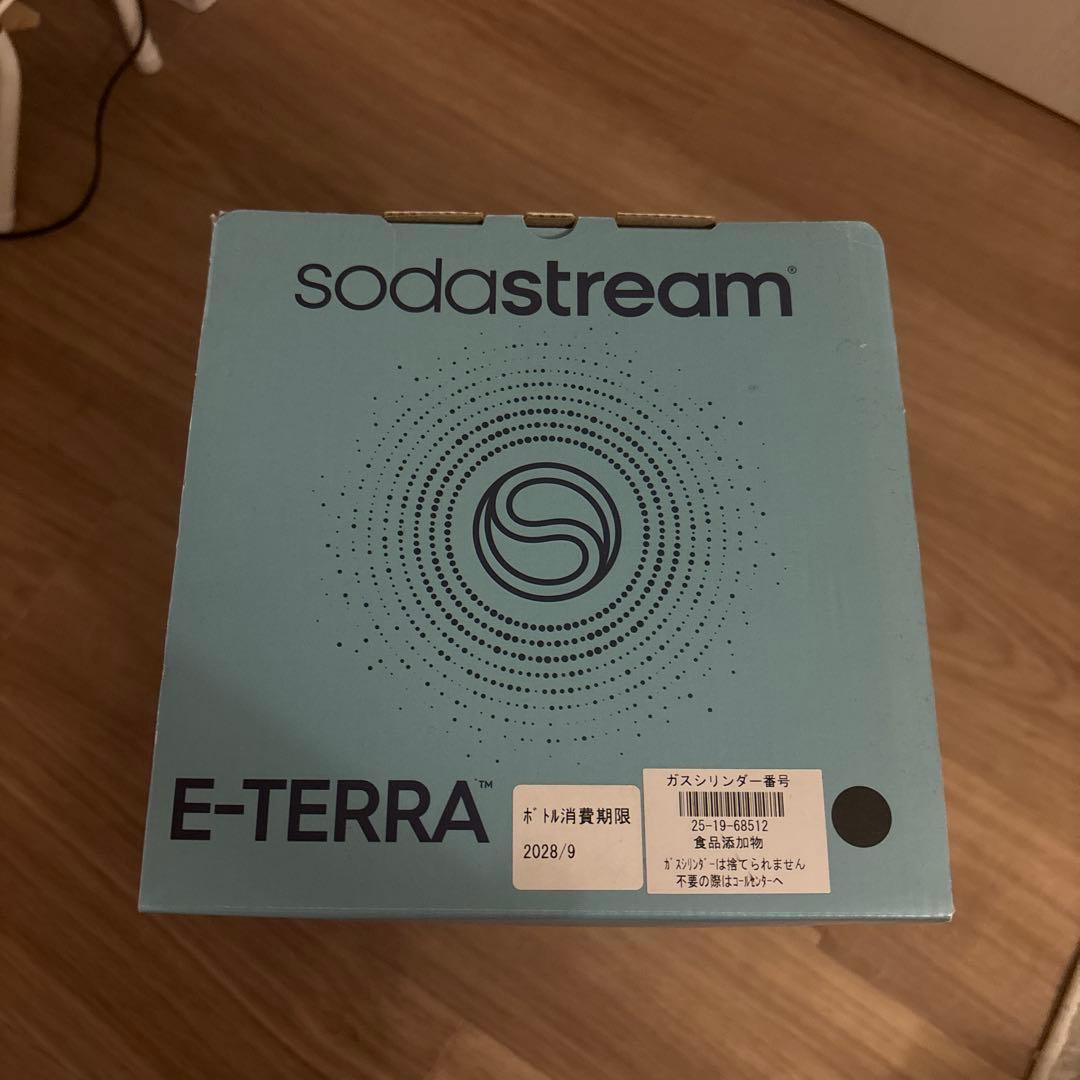 sodastream®
E-TERRA™
ﾎﾞﾄﾙ消費期限
2028/9
ガスシリンダー番号
25-19-68512
食品添加物
ｶﾞｽｼﾘﾝﾀﾞｰは捨てられません
不要の際はｺｰﾙｾﾝﾀｰへ